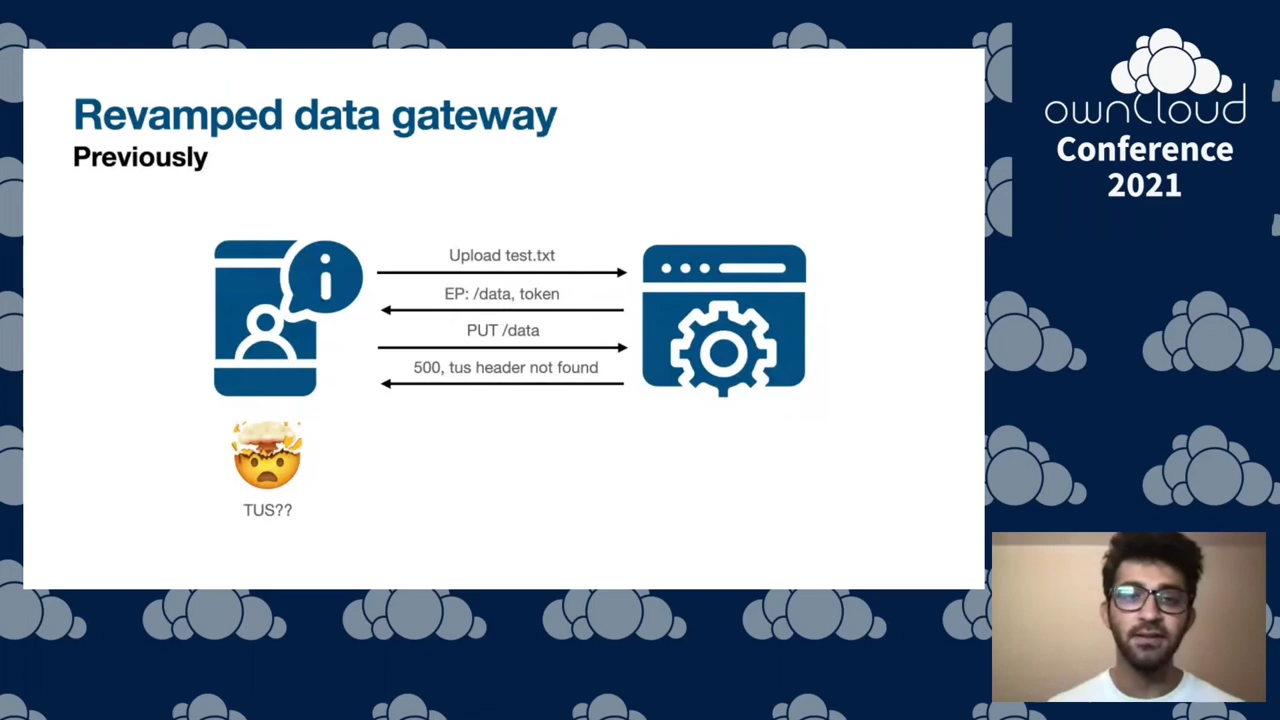 Revamped data gateway
Previously
Upload test.txt
EP: /data, token
PUT /data
500, tus header not found
TUS??
ownCloud
Conference
2021